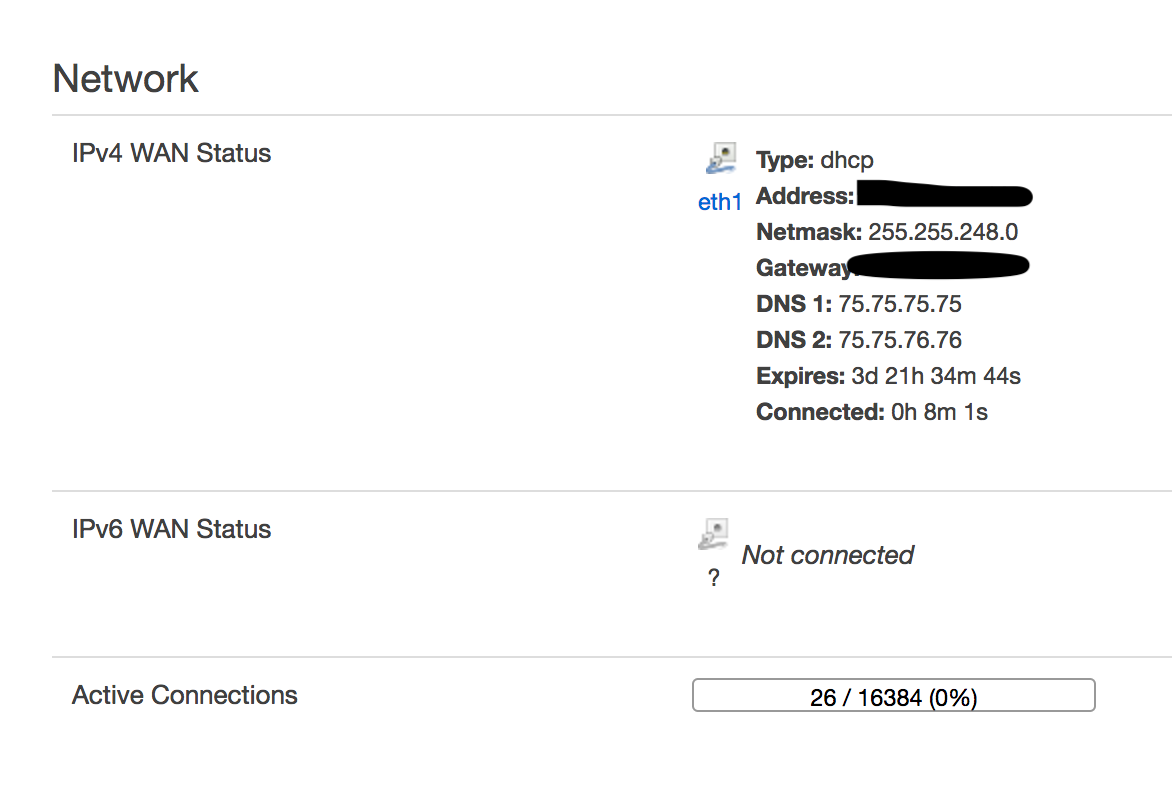 Network
IPv4 WAN Status
eth1
Type: dhcp
Address:
Netmask: 255.255.248.0
Gateway:
DNS 1: 75.75.75.75
DNS 2: 75.75.76.76
Expires: 3d 21h 34m 44s
Connected: 0h 8m 1s
IPv6 WAN Status
?
Not connected
Active Connections
26 / 16384 (0%)